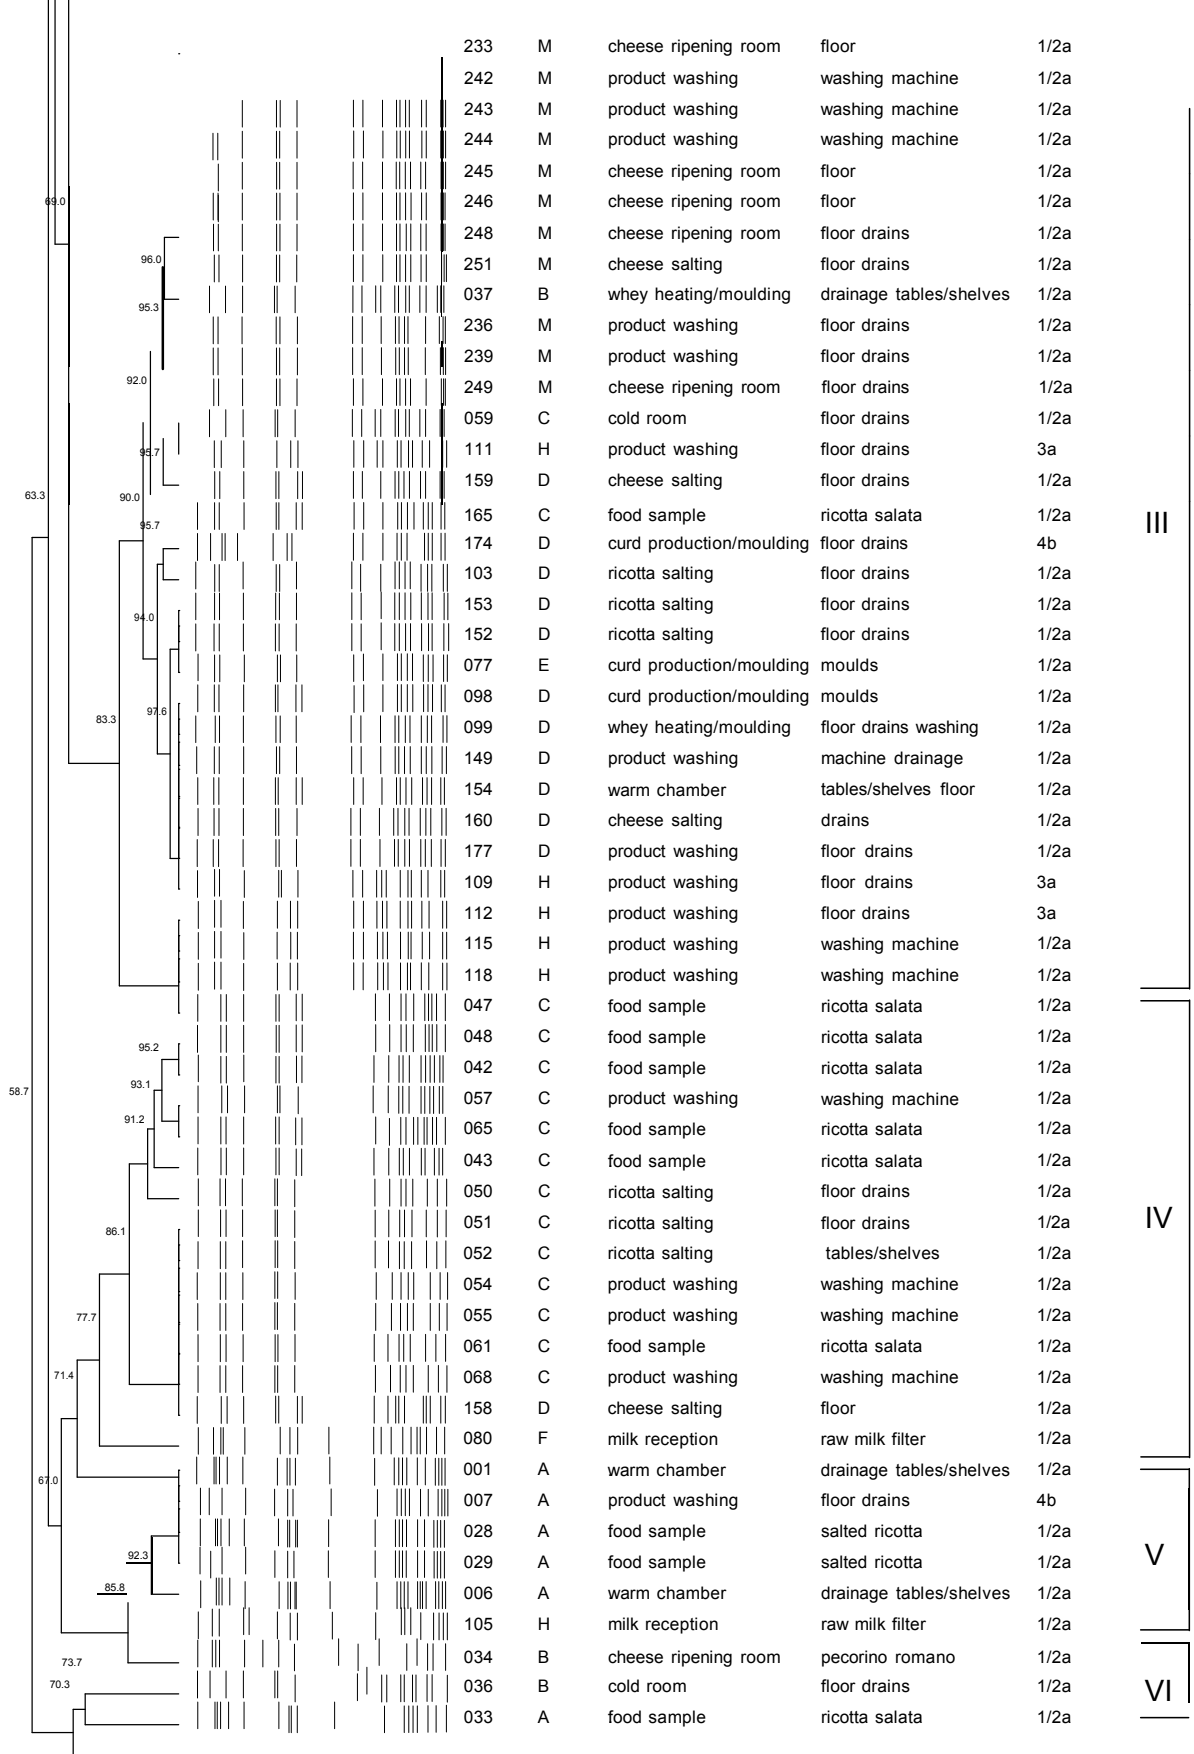 233 M cheese ripening room floor 1/2a
242 M product washing washing machine 1/2a
243 M product washing washing machine 1/2a
244 M product washing washing machine 1/2a
245 M cheese ripening room floor 1/2a
69.0 246 M cheese ripening room floor 1/2a
248 M cheese ripening room floor drains 1/2a
96.0 251 M cheese salting floor drains 1/2a
95.3 037 B whey heating/moulding drainage tables/shelves 1/2a
236 M product washing floor drains 1/2a
239 M product washing floor drains 1/2a
92.0 249 M cheese ripening room floor drains 1/2a
059 C cold room floor drains 1/2a
95.7 111 H product washing floor drains 3a
159 D cheese salting floor drains 1/2a
63.3 90.0
95.7 165 C food sample ricotta salata 1/2a III
174 D curd production/moulding floor drains 4b
103 D ricotta salting floor drains 1/2a
153 D ricotta salting floor drains 1/2a
94.0
152 D ricotta salting floor drains 1/2a
077 E curd production/moulding moulds 1/2a
098 D curd production/moulding moulds 1/2a
83.3 97.6
099 D whey heating/moulding floor drains washing 1/2a
149 D product washing machine drainage 1/2a
154 D warm chamber tables/shelves floor 1/2a
160 D cheese salting drains 1/2a
177 D product washing floor drains 1/2a
109 H product washing floor drains 3a
112 H product washing floor drains 3a
115 H product washing washing machine 1/2a
118 H product washing washing machine 1/2a
047 C food sample ricotta salata 1/2a
048 C food sample ricotta salata 1/2a
95.2
042 C food sample ricotta salata 1/2a
93.1
58.7 057 C product washing washing machine 1/2a
91.2
065 C food sample ricotta salata 1/2a
043 C food sample ricotta salata 1/2a
050 C ricotta salting floor drains 1/2a
051 C ricotta salting floor drains 1/2a IV
86.1
052 C ricotta salting tables/shelves 1/2a
054 C product washing washing machine 1/2a
77.7 055 C product washing washing machine 1/2a
061 C food sample ricotta salata 1/2a
71.4 068 C product washing washing machine 1/2a
158 D cheese salting floor 1/2a
080 F milk reception raw milk filter 1/2a
67.0 001 A warm chamber drainage tables/shelves 1/2a
007 A product washing floor drains 4b
028 A food sample salted ricotta 1/2a
92.3 029 A food sample salted ricotta 1/2a V
85.8 006 A warm chamber drainage tables/shelves 1/2a
105 H milk reception raw milk filter 1/2a
73.7 034 B cheese ripening room pecorino romano 1/2a
70.3 036 B cold room floor drains 1/2a VI
033 A food sample ricotta salata 1/2a